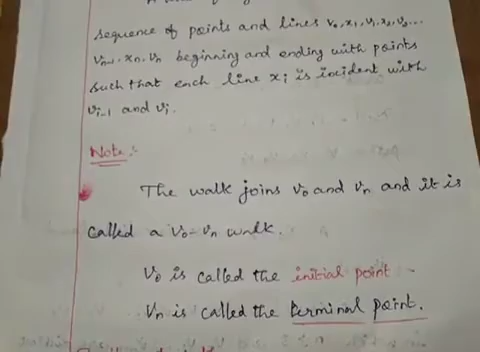 sequence of points and lines v₀, x₁, v₁, x₂, v₂...
vₙ₋₁, xₙ, vₙ beginning and ending with points
such that each line xᵢ is incident with
vᵢ₋₁ and vᵢ.
Note:-
The walk joins v₀ and vₙ and it is
called a v₀-vₙ walk.
v₀ is called the initial point.
vₙ is called the terminal point.